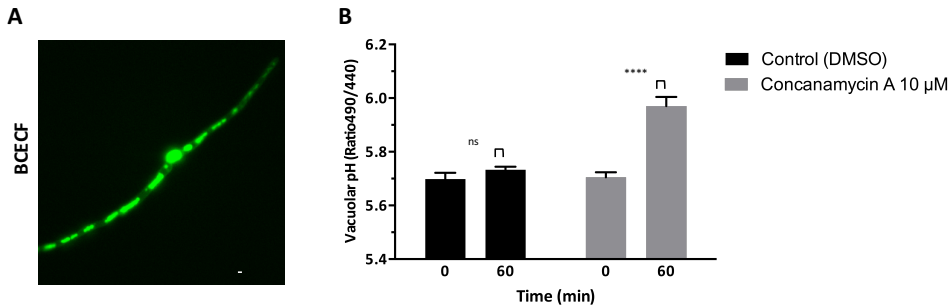 A
BCECF
B
Vacuolar pH (Ratio490/440)
6.2
6.0
5.8
5.6
5.4
ns
****
0
60
0
60
Time (min)
Control (DMSO)
Concanamycin A 10 µM